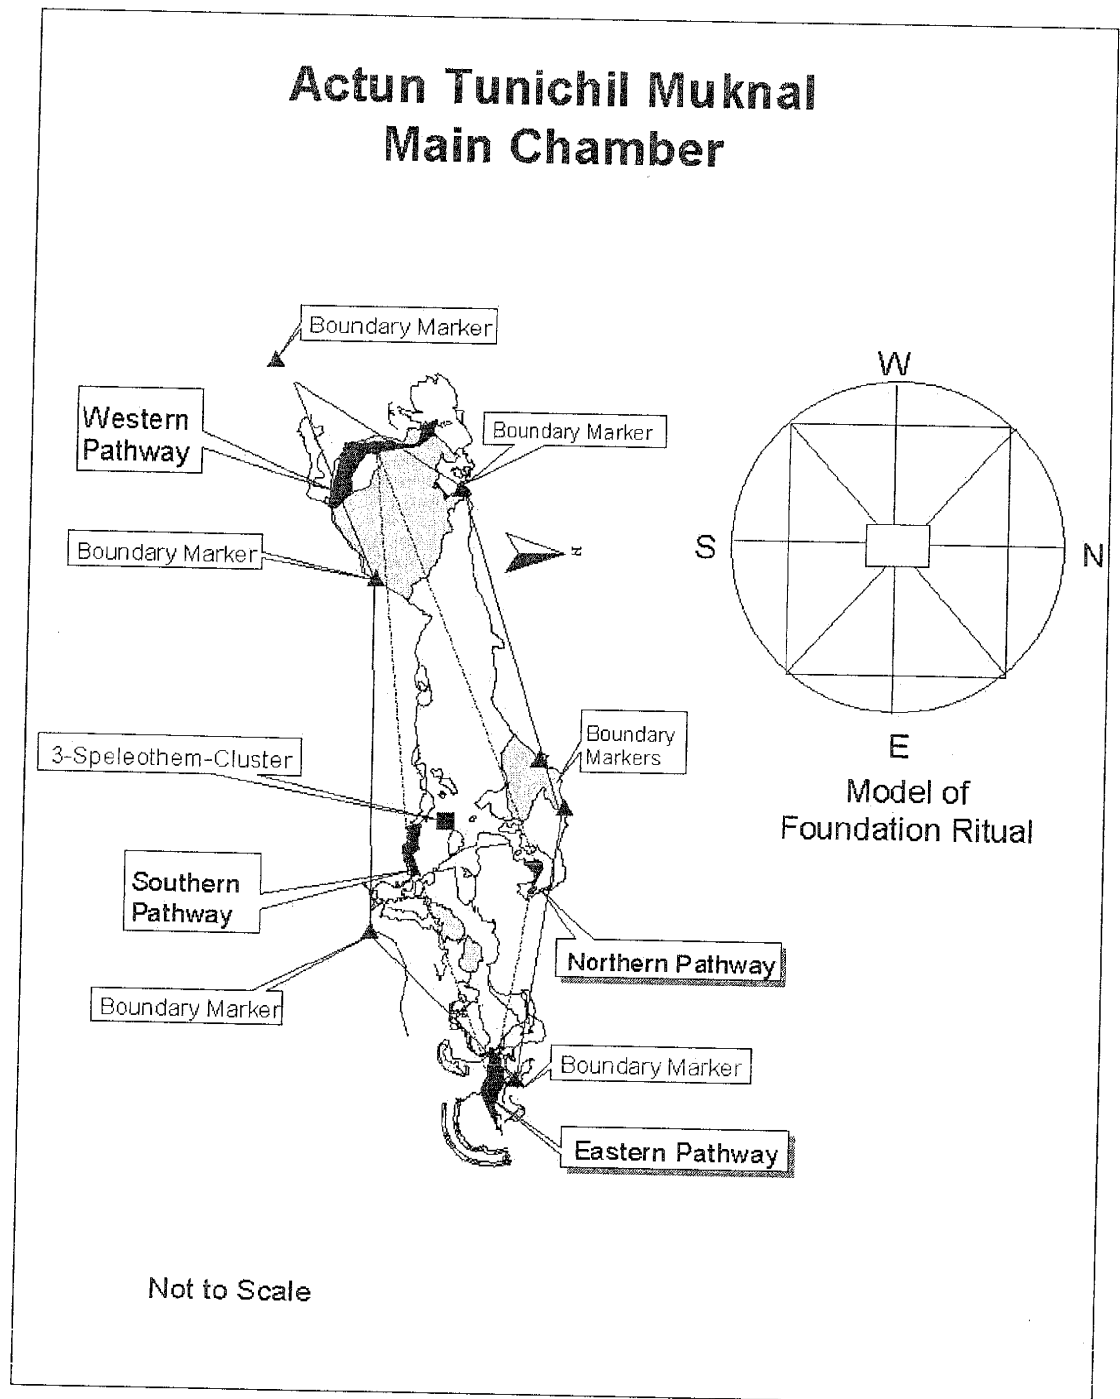 Actun Tunichil Muknal
Main Chamber
Boundary Marker
Western
Pathway
Boundary Marker
Boundary Marker
N
W
S
N
E
Model of
Foundation Ritual
3-Speleothem-Cluster
Boundary
Markers
Southern
Pathway
Northern Pathway
Boundary Marker
Boundary Marker
Eastern Pathway
Not to Scale